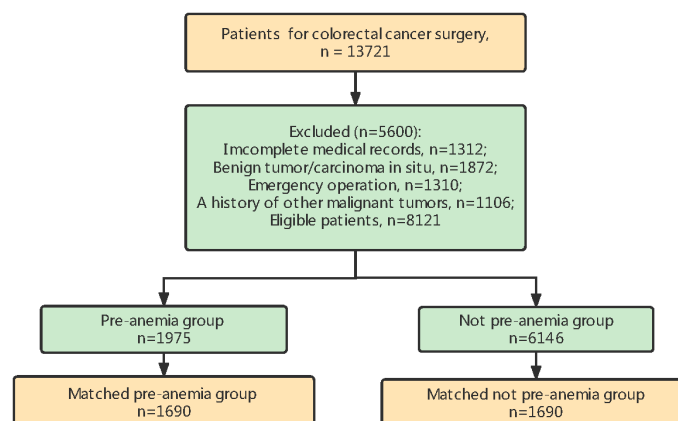 Patients for colorectal cancer surgery,
n = 13721
Excluded (n=5600):
Imcomplete medical records, n=1312;
Benign tumor/carcinoma in situ, n=1872;
Emergency operation, n=1310;
A history of other malignant tumors, n=1106;
Eligible patients, n=8121
Pre-anemia group
n=1975
Not pre-anemia group
n=6146
Matched pre-anemia group
n=1690
Matched not pre-anemia group
n=1690